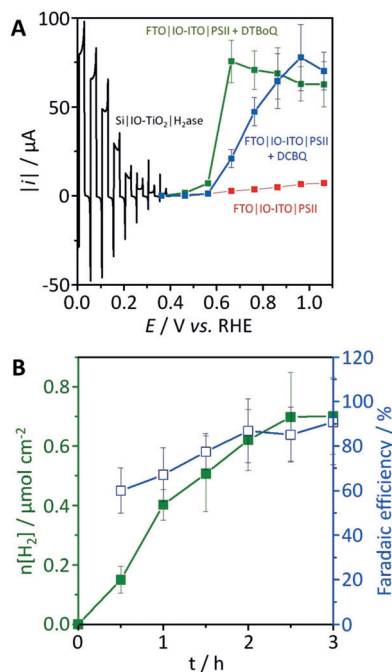 A
100
50
0
-50
|i| / µA
Si|IO-TiO₂|H₂ase
FTO|IO-ITO|PSII + DTBoQ
FTO|IO-ITO|PSII
+ DCBQ
FTO|IO-ITO|PSII
0.0 0.2 0.4 0.6 0.8 1.0
E / V vs. RHE
B
0.8
0.6
0.4
0.2
0.0
n[H₂] / µmol cm⁻²
120
100
80
60
40
20
0
Faradaic efficiency / %
0 1 2 3
t / h